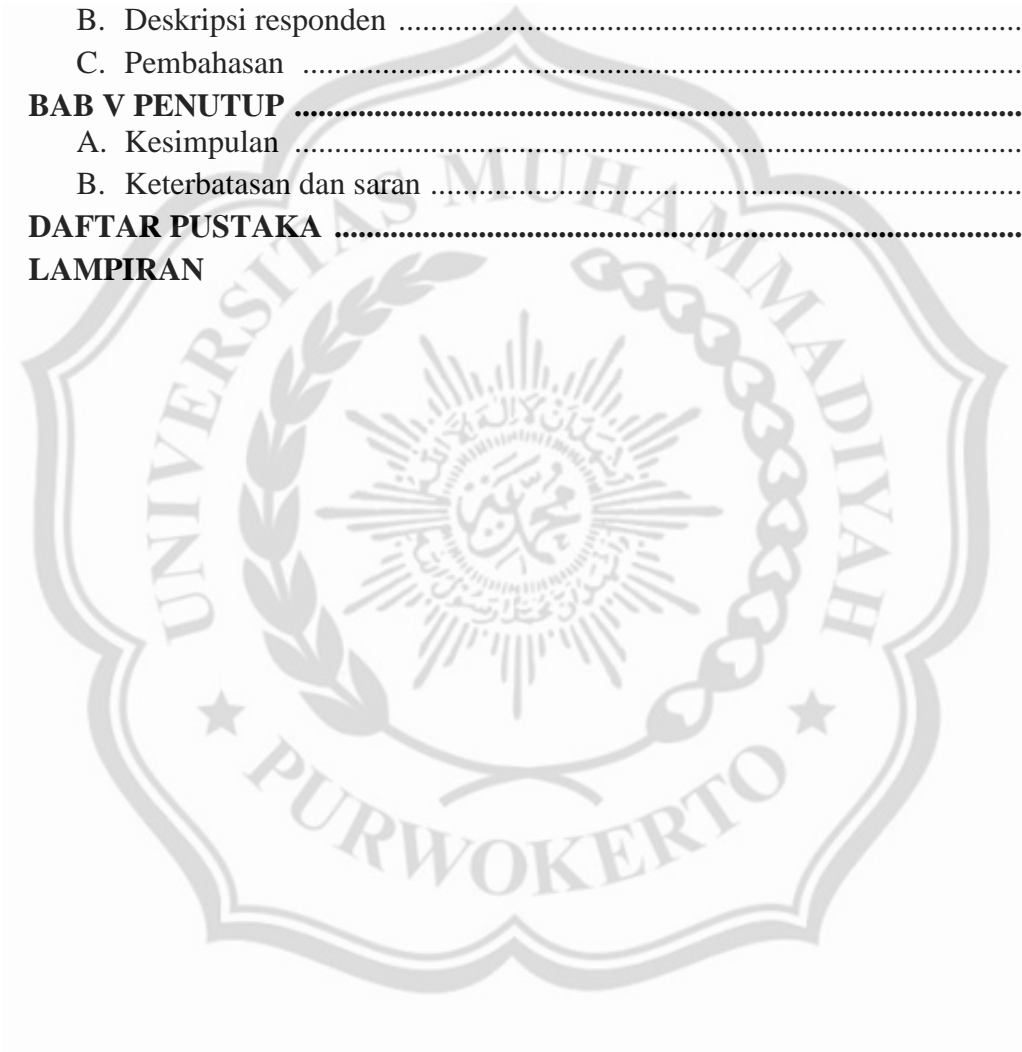 B. Deskripsi responden ..............................................................................
C. Pembahasan ..........................................................................................
BAB V PENUTUP ...........................................................................................
A. Kesimpulan ...........................................................................................
B. Keterbatasan dan saran ..........................................................................
DAFTAR PUSTAKA ......................................................................................
LAMPIRAN
UNIVERSITAS MUHAMMADIYAH
PURWOKERTO